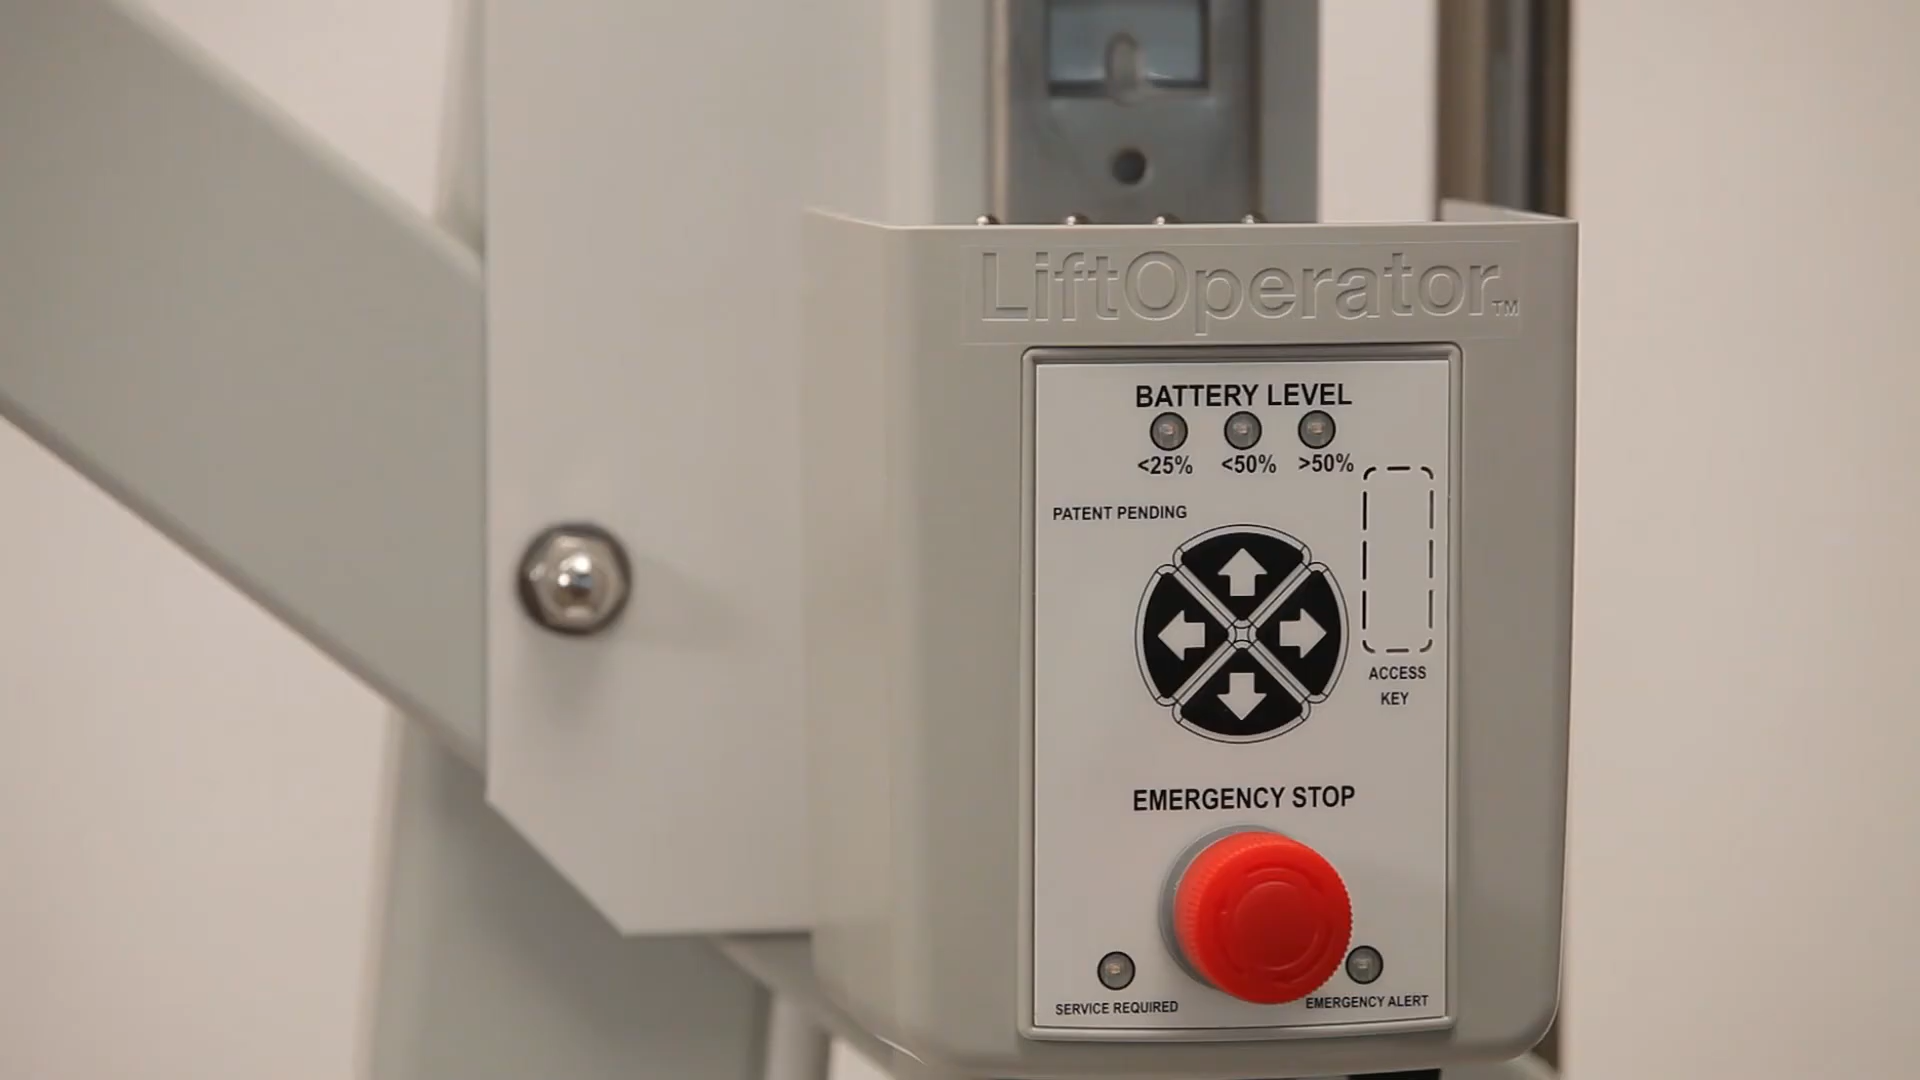 LiftOperator™
BATTERY LEVEL
<25% <50% >50%
PATENT PENDING
ACCESS
KEY
EMERGENCY STOP
SERVICE REQUIRED
EMERGENCY ALERT